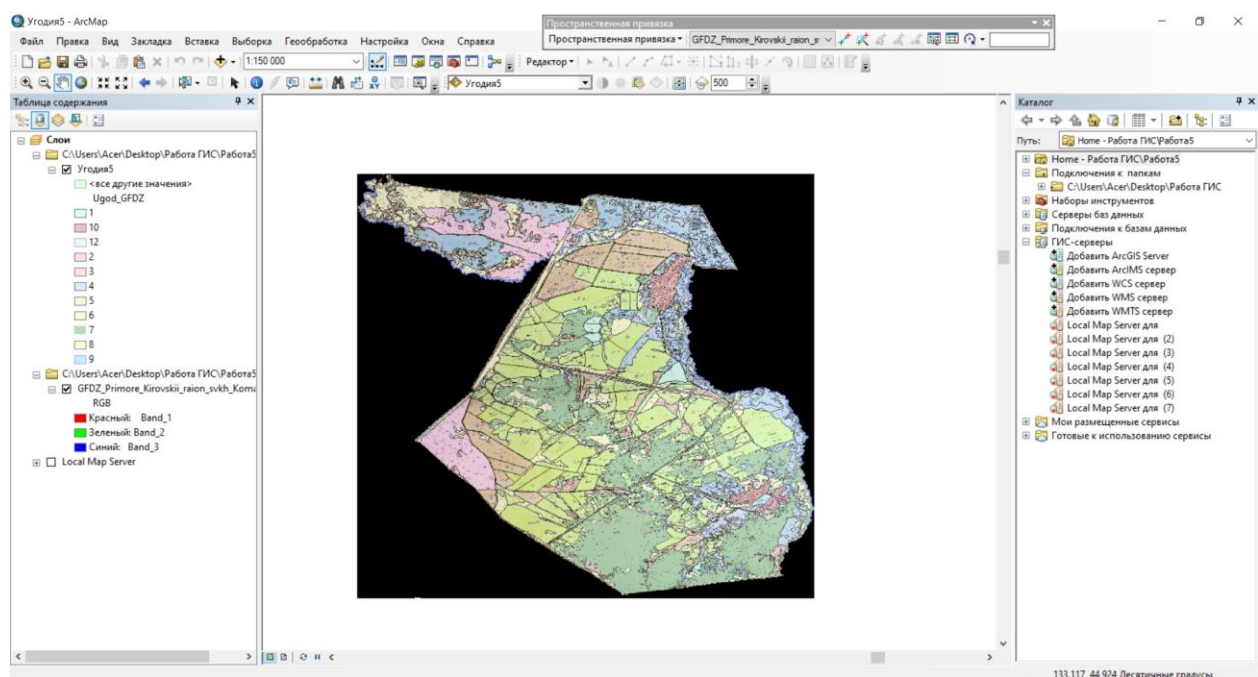 Угодия5 - ArcMap
Пространственная привязка
Файл Правка Вид Закладка Вставка Выборка Геообработка Настройка Окна Справка
Пространственная привязка GFDZ_Primore_Kirovskii_raion_s
1:150 000
Редактор
Угодия5
500
Таблица содержания
Слои
C:\Users\Acer\Desktop\Работа ГИС\Работа5
Угодия5
<все другие значения>
Ugod_GFDZ
1
10
12
2
3
4
5
6
7
8
9
C:\Users\Acer\Desktop\Работа ГИС\Работа5
GFDZ_Primore_Kirovskii_raion_svkh_Koma
RGB
Красный: Band_1
Зеленый: Band_2
Синий: Band_3
Local Map Server
Каталог
Путь: Home - Работа ГИС\Работа5
Home - Работа ГИС\Работа5
Подключения к папкам
C:\Users\Acer\Desktop\Работа ГИС
Наборы инструментов
Серверы баз данных
Подключения к базам данных
ГИС-серверы
Добавить ArcGIS Server
Добавить ArcIMS сервер
Добавить WCS сервер
Добавить WMS сервер
Добавить WMTS сервер
Local Map Server для
Local Map Server для (2)
Local Map Server для (3)
Local Map Server для (4)
Local Map Server для (5)
Local Map Server для (6)
Local Map Server для (7)
Мои размещенные сервисы
Готовые к использованию сервисы
133,117 44,924 Десятичные градусы